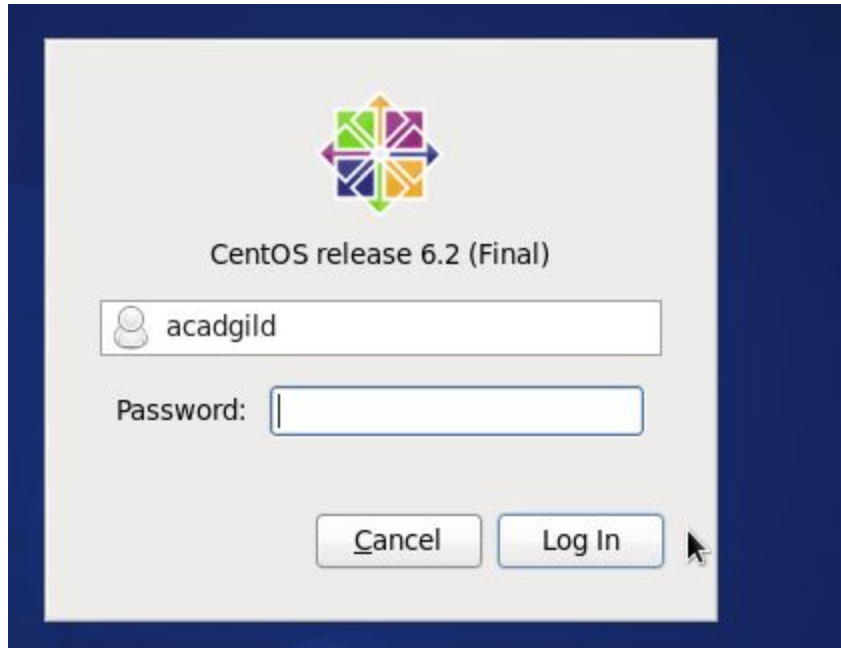 CentOS release 6.2 (Final)
acadgild
Password:
Cancel
Log In